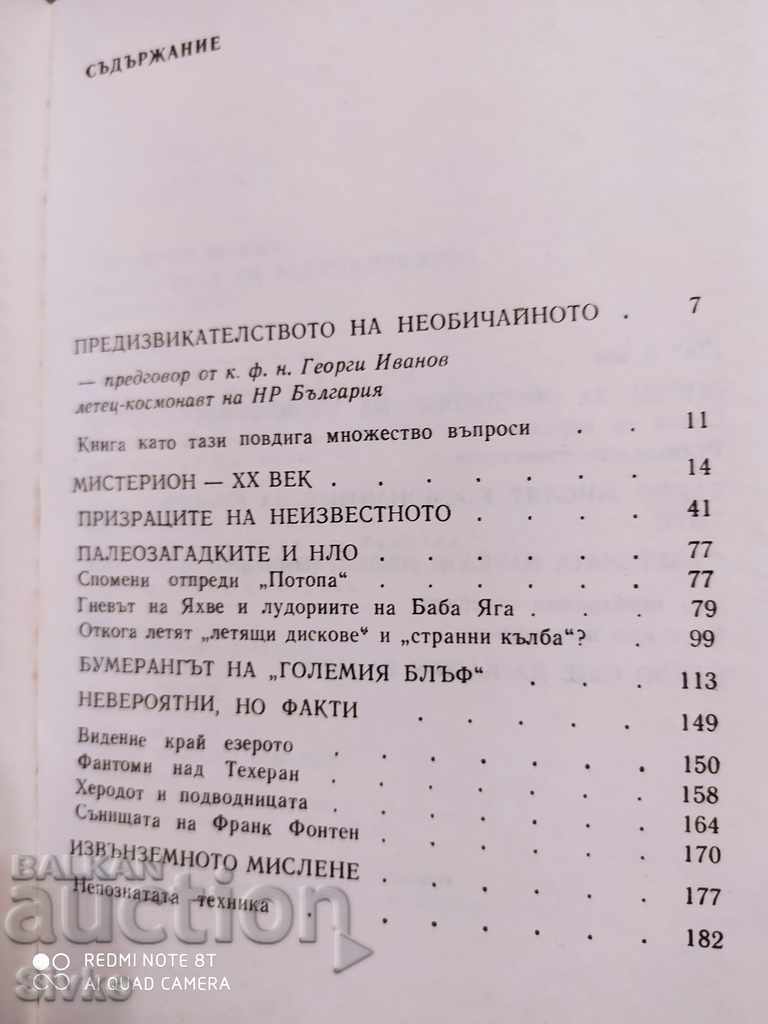 СЪДЪРЖАНИЕ
ПРЕДИЗВИКАТЕЛСТВОТО НА НЕОБИЧАЙНОТО . 7
— предговор от к. ф. н. Георги Иванов
летец-космонавт на НР България
Книга като тази повдига множество въпроси . . 11
МИСТЕРИОН — XX ВЕК . . . . . . . 14
ПРИЗРАЦИТЕ НА НЕИЗВЕСТНОТО . . . . 41
ПАЛЕОЗАГАДКИТЕ И НЛО . . . . . 77
Спомени отпреди „Потопа“ . . . . . . 77
Гневът на Яхве и лудориите на Баба Яга . . . 79
Откога летят „летящи дискове“ и „странни кълба“? . 99
БУМЕРАНГЪТ НА „ГОЛЕМИЯ БЛЪФ“ . . . 113
НЕВЕРОЯТНИ, НО ФАКТИ . . . . . . 149
Видение край езерото . . . . . . . 150
Фантоми над Техеран . . . . . . . 158
Херодот и подводницата . . . . . . . 164
Сънищата на Франк Фонтен . . . . . . 170
ИЗВЪНЗЕМНОТО МИСЛЕНЕ . . . . . . 177
Непознатата техника . . . . . . . 182
BALKAN
auction
REDMI NOTE 8T
AI QUAD CAMERA
Sivko